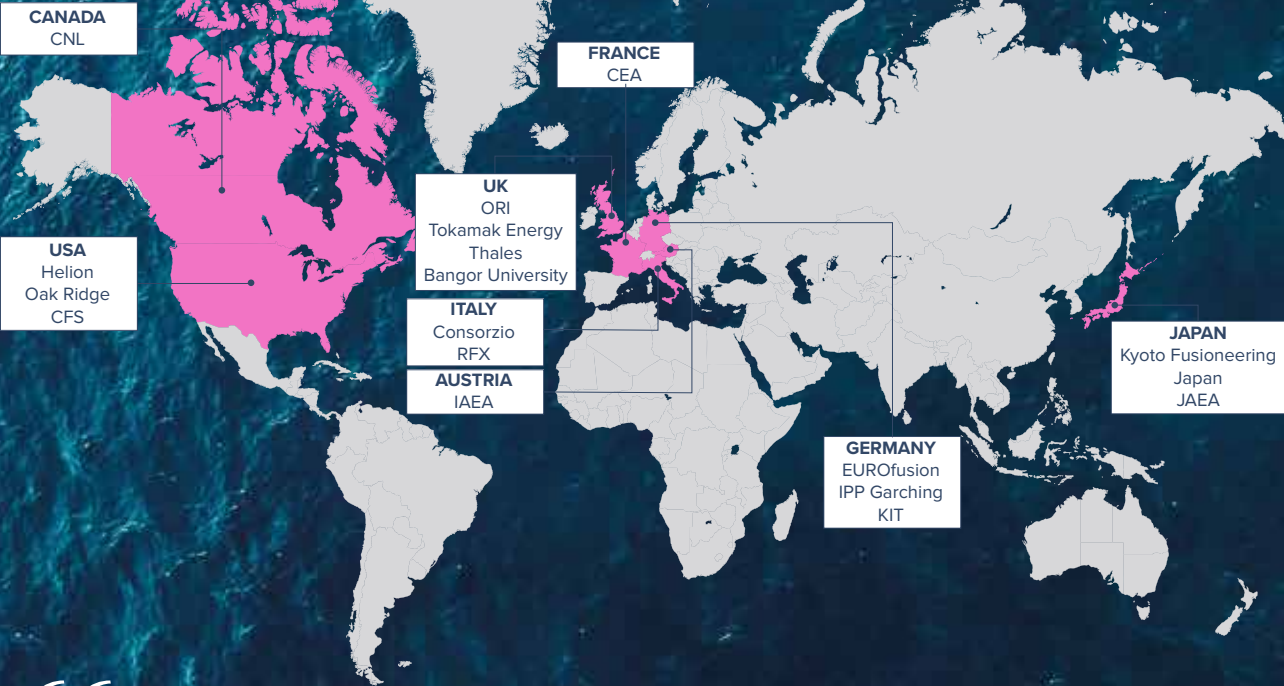 CANADA
CNL
FRANCE
CEA
UK
ORI
Tokamak Energy
Thales
Bangor University
USA
Helion
Oak Ridge
CFS
ITALY
Consorzio
RFX
AUSTRIA
IAEA
JAPAN
Kyoto Fusioneering
Japan
JAEA
GERMANY
EUROfusion
IPP Garching
KIT